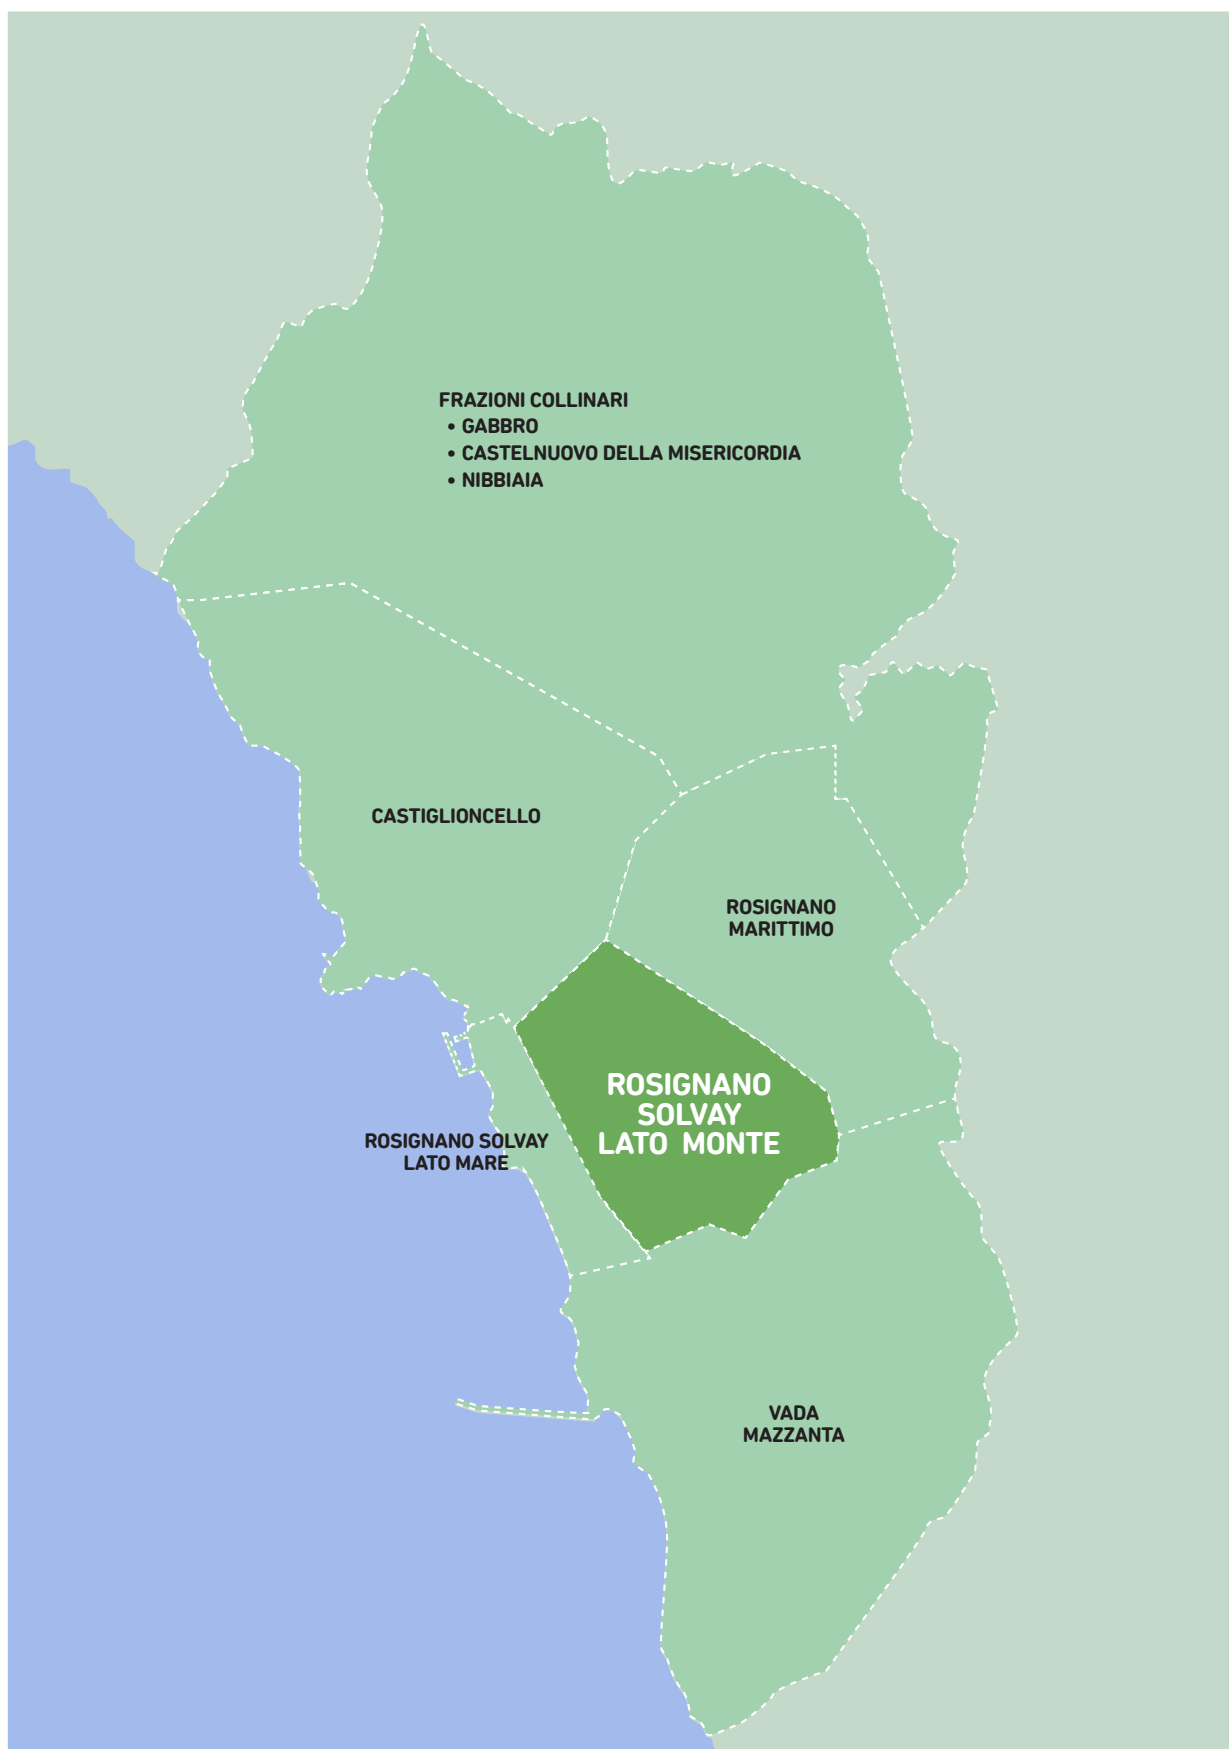 FRAZIONI COLLINARI
• GABBRO
• CASTELNUOVO DELLA MISERICORDIA
• NIBBIAIA
CASTIGLIONCELLO
ROSIGNANO
MARITTIMO
ROSIGNANO
SOLVAY
LATO MONTE
ROSIGNANO SOLVAY
LATO MARE
VADA
MAZZANTA